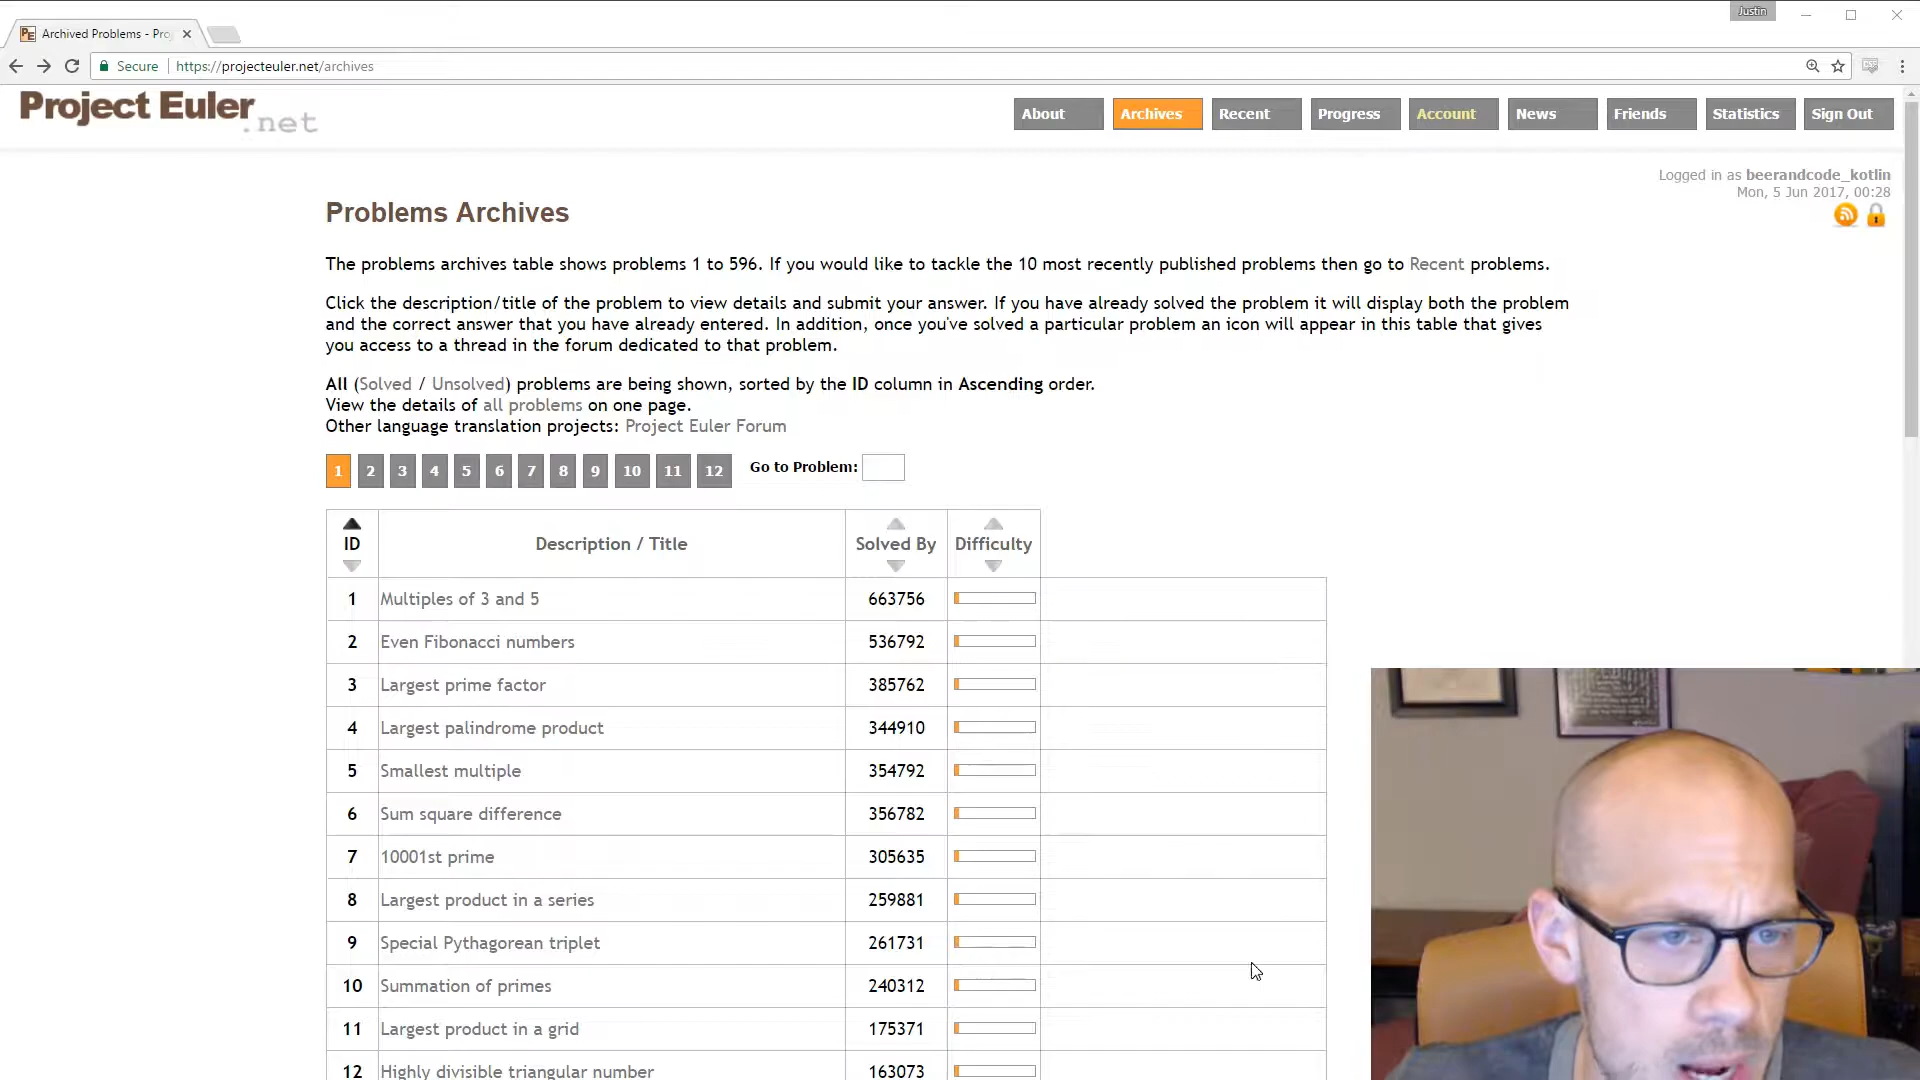 Justin
Archived Problems - Pro
Secure
https://projecteuler.net/archives
Project Euler
.net
About
Archives
Recent
Progress
Account
News
Friends
Statistics
Sign Out
Logged in as beerandcode_kotlin
Mon, 5 Jun 2017, 00:28
Problems Archives
The problems archives table shows problems 1 to 596. If you would like to tackle the 10 most recently published problems then go to Recent problems.
Click the description/title of the problem to view details and submit your answer. If you have already solved the problem it will display both the problem
and the correct answer that you have already entered. In addition, once you've solved a particular problem an icon will appear in this table that gives
you access to a thread in the forum dedicated to that problem.
All (Solved / Unsolved) problems are being shown, sorted by the ID column in Ascending order.
View the details of all problems on one page.
Other language translation projects: Project Euler Forum
1 2 3 4 5 6 7 8 9 10 11 12 Go to Problem:
ID Description / Title Solved By Difficulty
1 Multiples of 3 and 5 663756
2 Even Fibonacci numbers 536792
3 Largest prime factor 385762
4 Largest palindrome product 344910
5 Smallest multiple 354792
6 Sum square difference 356782
7 10001st prime 305635
8 Largest product in a series 259881
9 Special Pythagorean triplet 261731
10 Summation of primes 240312
11 Largest product in a grid 175371
12 Highly divisible triangular number 163073